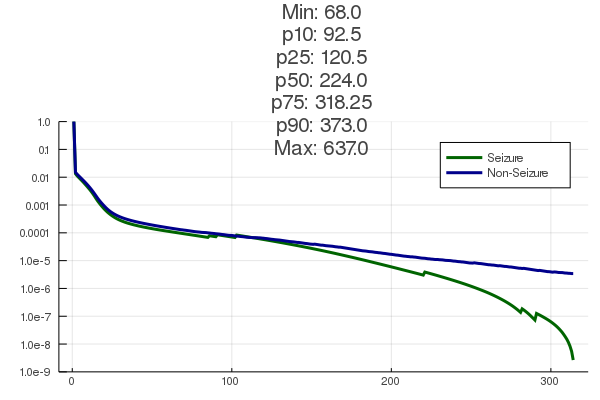 Min: 68.0
p10: 92.5
p25: 120.5
p50: 224.0
p75: 318.25
p90: 373.0
Max: 637.0
1.0
0.1
0.01
0.001
0.0001
1.0e-5
1.0e-6
1.0e-7
1.0e-8
1.0e-9
Seizure
Non-Seizure
0
100
200
300